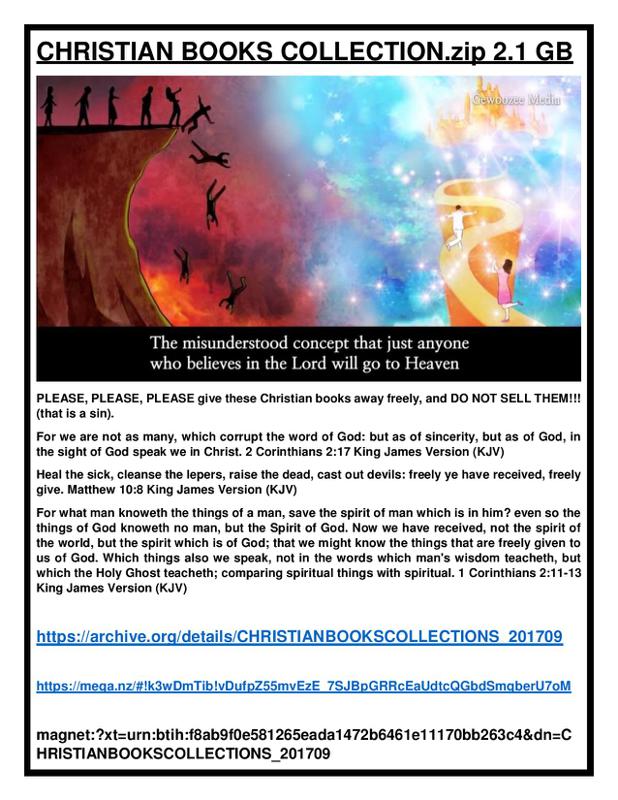 CHRISTIAN BOOKS COLLECTION.zip 2.1 GB
Gewoozee Media
The misunderstood concept that just anyone
who believes in the Lord will go to Heaven
PLEASE, PLEASE, PLEASE give these Christian books away freely, and DO NOT SELL THEM!!!
(that is a sin).
For we are not as many, which corrupt the word of God: but as of sincerity, but as of God, in
the sight of God speak we in Christ. 2 Corinthians 2:17 King James Version (KJV)
Heal the sick, cleanse the lepers, raise the dead, cast out devils: freely ye have received, freely
give. Matthew 10:8 King James Version (KJV)
For what man knoweth the things of a man, save the spirit of man which is in him? even so the
things of God knoweth no man, but the Spirit of God. Now we have received, not the spirit of
the world, but the spirit which is of God; that we might know the things that are freely given to
us of God. Which things also we speak, not in the words which man's wisdom teacheth, but
which the Holy Ghost teacheth; comparing spiritual things with spiritual. 1 Corinthians 2:11-13
King James Version (KJV)
https://archive.org/details/CHRISTIANBOOKSCOLLECTIONS_201709
https://mega.nz/#!k3wDmTib!vDufpZ55mvEzE_7SJBpGRRcEaUdtcQGbdSmqberU7oM
magnet:?xt=urn:btih:f8ab9f0e581265eada1472b6461e11170bb263c4&dn=C
HRISTIANBOOKSCOLLECTIONS_201709